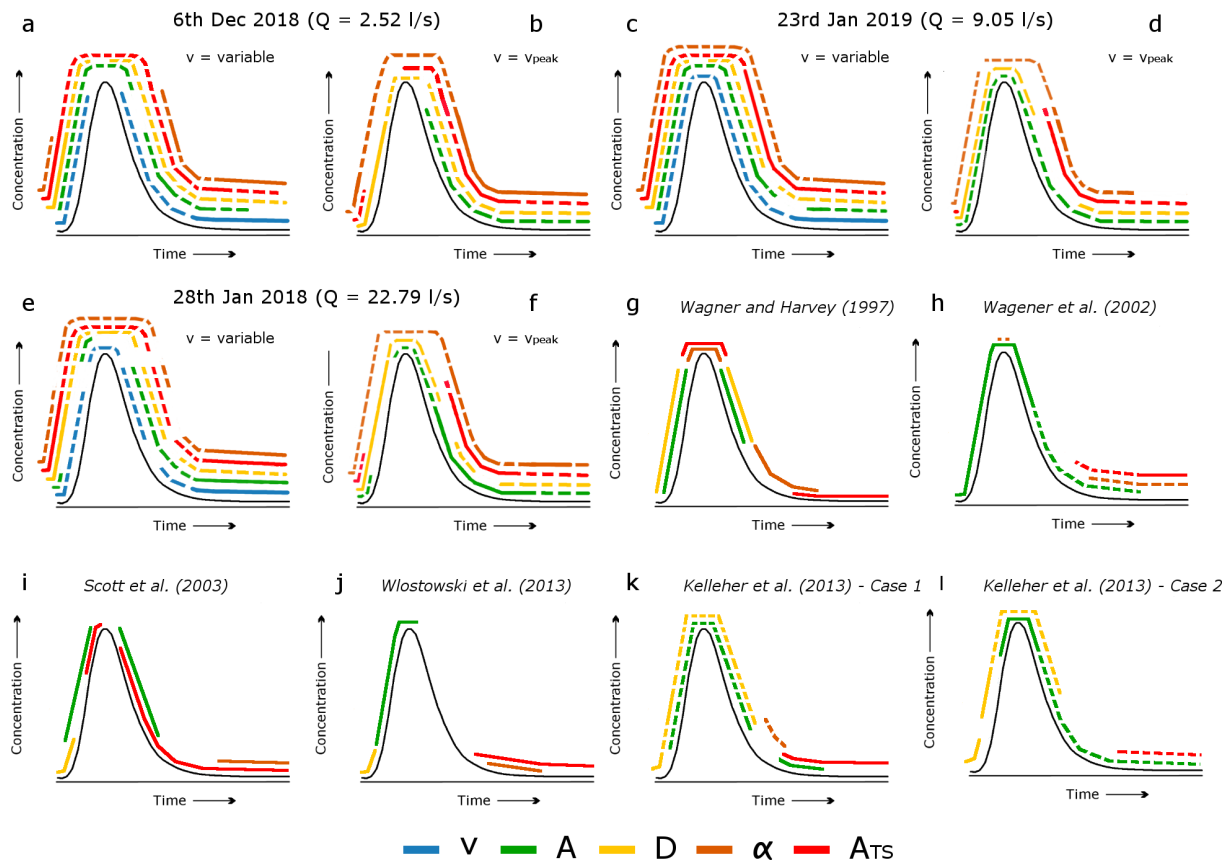 6th Dec 2018 (Q = 2.52 l/s)
23rd Jan 2019 (Q = 9.05 l/s)
a
v = variable
b
v = vpeak
c
v = variable
d
v = vpeak
Concentration
Concentration
Concentration
Concentration
Time
Time
Time
Time
28th Jan 2018 (Q = 22.79 l/s)
e
v = variable
f
v = vpeak
g
Wagner and Harvey (1997)
h
Wagener et al. (2002)
Concentration
Concentration
Concentration
Concentration
Time
Time
Time
Time
i
Scott et al. (2003)
j
Wlostowski et al. (2013)
k
Kelleher et al. (2013) - Case 1
l
Kelleher et al. (2013) - Case 2
Concentration
Concentration
Concentration
Concentration
Time
Time
Time
Time
v A D α ATS